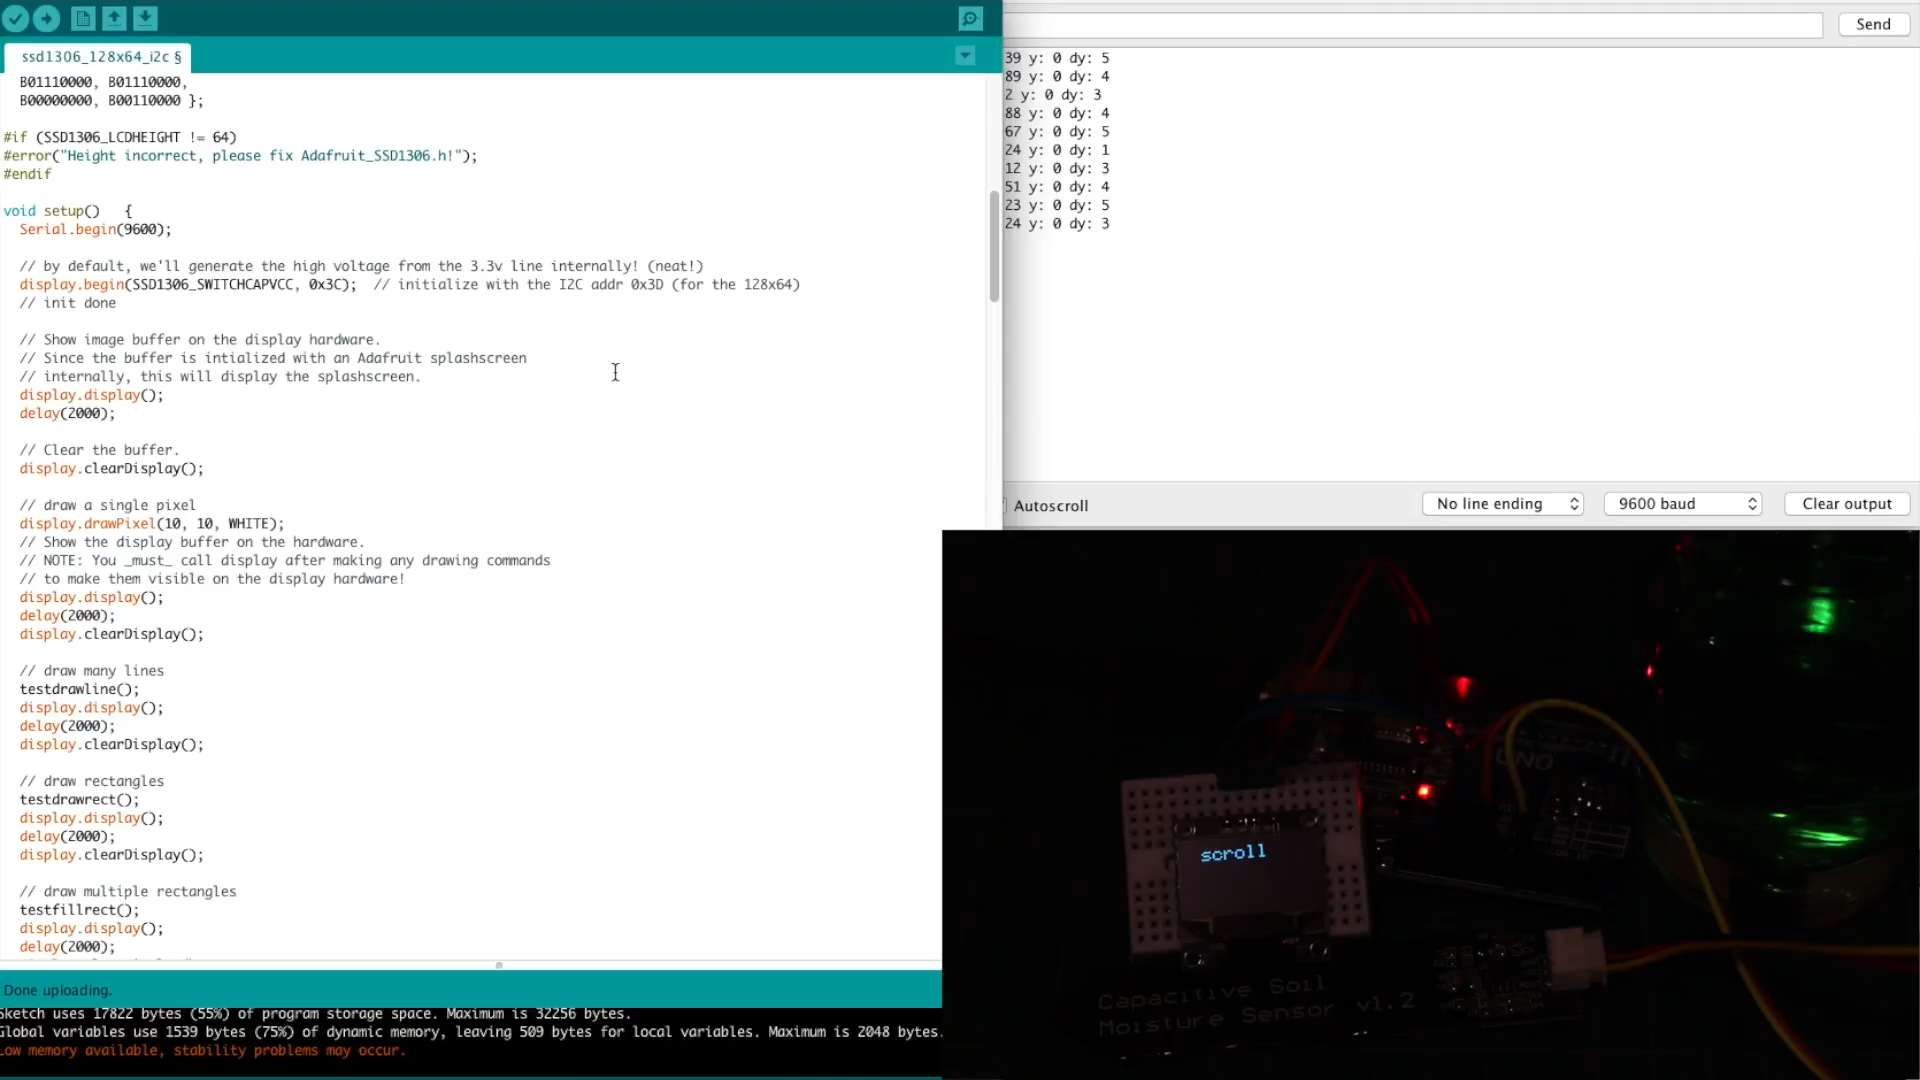 Send
ssd1306_128x64_i2c §
B01110000, B01110000,
B00000000, B00110000 };
#if (SSD1306_LCDHEIGHT != 64)
#error("Height incorrect, please fix Adafruit_SSD1306.h!");
#endif
void setup()   {
Serial.begin(9600);
// by default, we'll generate the high voltage from the 3.3v line internally! (neat!)
display.begin(SSD1306_SWITCHCAPVCC, 0x3C);  // initialize with the I2C addr 0x3D (for the 128x64)
// init done
// Show image buffer on the display hardware.
// Since the buffer is intialized with an Adafruit splashscreen
// internally, this will display the splashscreen.
display.display();
delay(2000);
// Clear the buffer.
display.clearDisplay();
// draw a single pixel
display.drawPixel(10, 10, WHITE);
// Show the display buffer on the hardware.
// NOTE: You _must_ call display after making any drawing commands
// to make them visible on the display hardware!
display.display();
delay(2000);
display.clearDisplay();
// draw many lines
testdrawline();
display.display();
delay(2000);
display.clearDisplay();
// draw rectangles
testdrawrect();
display.display();
delay(2000);
display.clearDisplay();
// draw multiple rectangles
testfillrect();
display.display();
delay(2000);
Done uploading.
Sketch uses 17822 bytes (55%) of program storage space. Maximum is 32256 bytes.
Global variables use 1539 bytes (75%) of dynamic memory, leaving 509 bytes for local variables. Maximum is 2048 bytes.
Low memory available, stability problems may occur.
39 y: 0 dy: 5
89 y: 0 dy: 4
2 y: 0 dy: 3
88 y: 0 dy: 4
67 y: 0 dy: 5
24 y: 0 dy: 1
12 y: 0 dy: 3
51 y: 0 dy: 4
23 y: 0 dy: 5
24 y: 0 dy: 3
Autoscroll
No line ending
9600 baud
Clear output
UNO
scroll
Capacitive Soil
Moisture Sensor v1.2